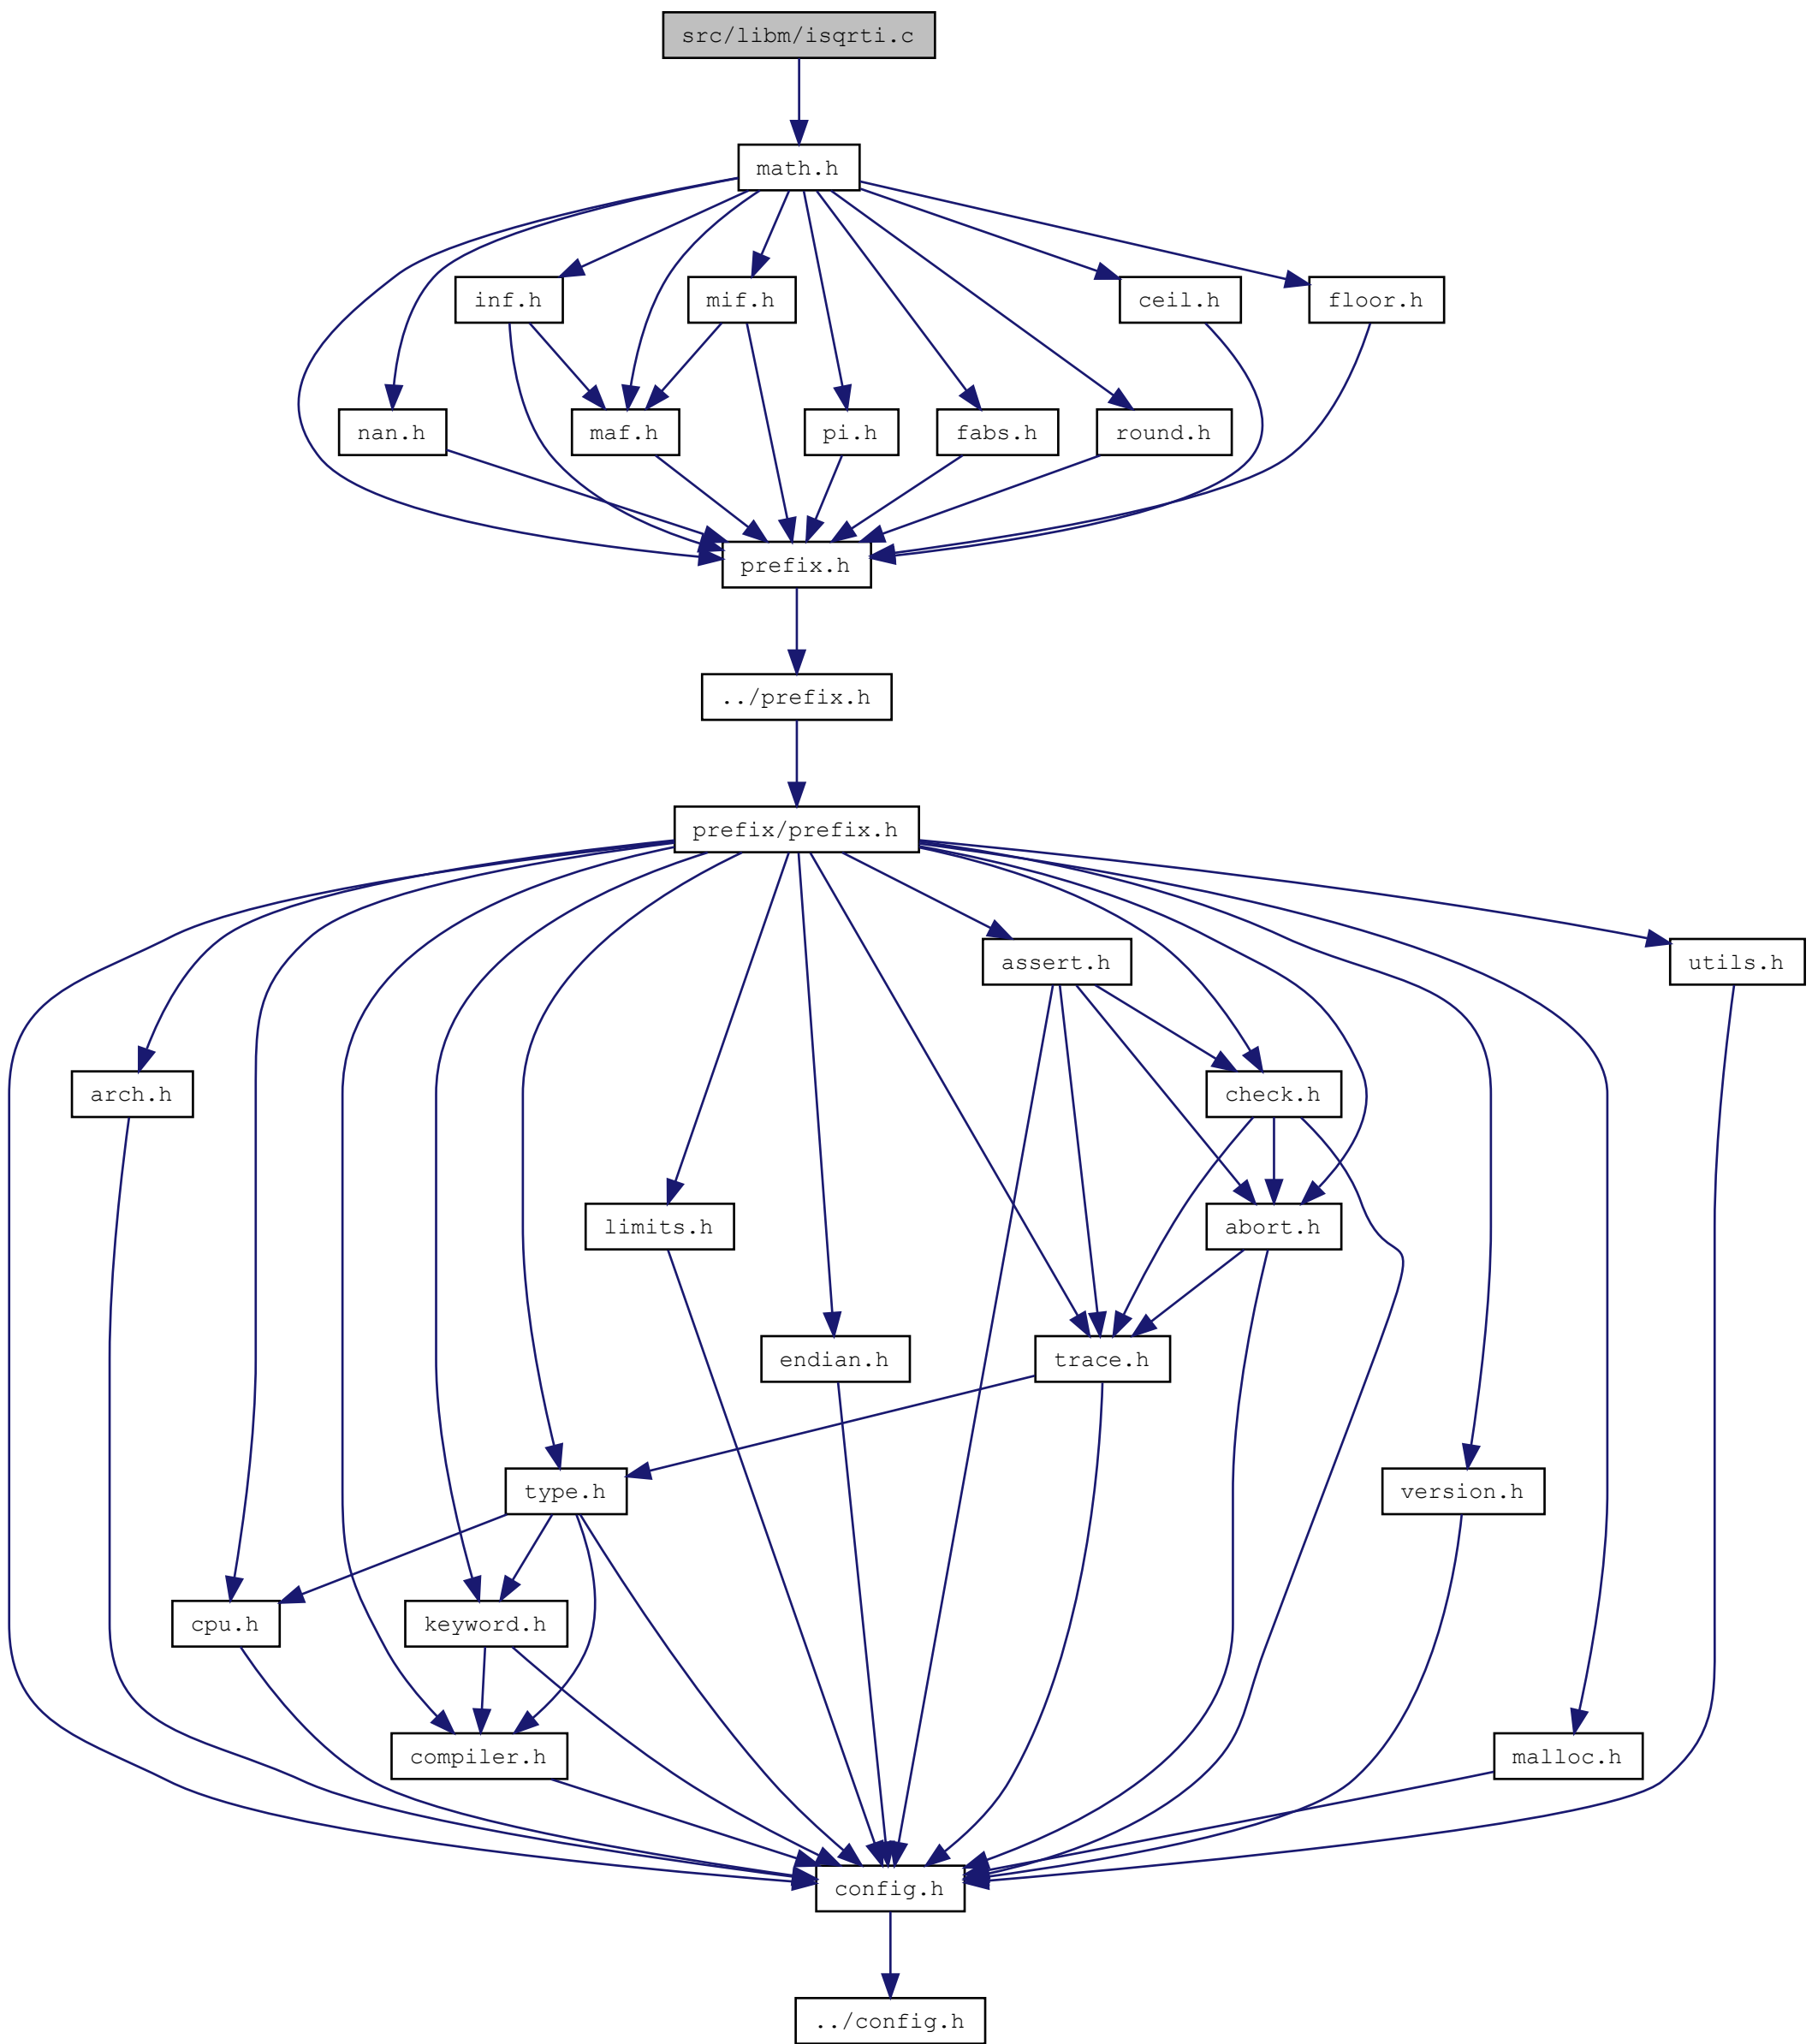 src/libm/isqrti.c
math.h
inf.h
mif.h
ceil.h
floor.h
nan.h
maf.h
pi.h
fabs.h
round.h
prefix.h
../prefix.h
prefix/prefix.h
assert.h
utils.h
arch.h
check.h
limits.h
abort.h
endian.h
trace.h
type.h
version.h
cpu.h
keyword.h
compiler.h
malloc.h
config.h
../config.h